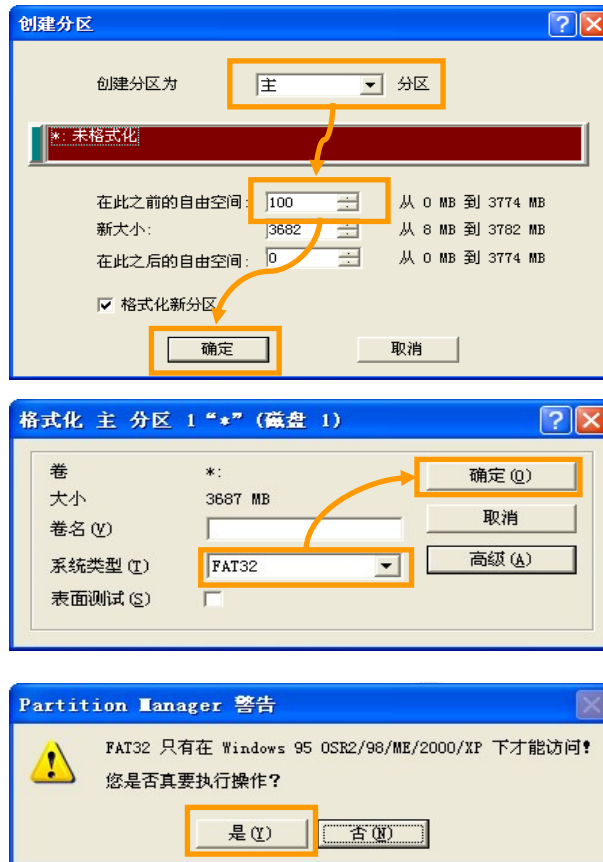 创建分区
创建分区为 主 分区
*: 未格式化
在此之前的自由空间: 100 从 0 MB 到 3774 MB
新大小: 3682 从 8 MB 到 3782 MB
在此之后的自由空间: 0 从 0 MB 到 3774 MB
格式化新分区
确定 取消
格式化 主 分区 1 “*” (磁盘 1)
卷 *: 确定(O)
大小 3687 MB
卷名(V) 取消
系统类型(T) FAT32 高级(A)
表面测试(S)
Partition Manager 警告
FAT32 只有在 Windows 95 OSR2/98/ME/2000/XP 下才能访问!
您是否真要执行操作?
是(Y) 否(N)